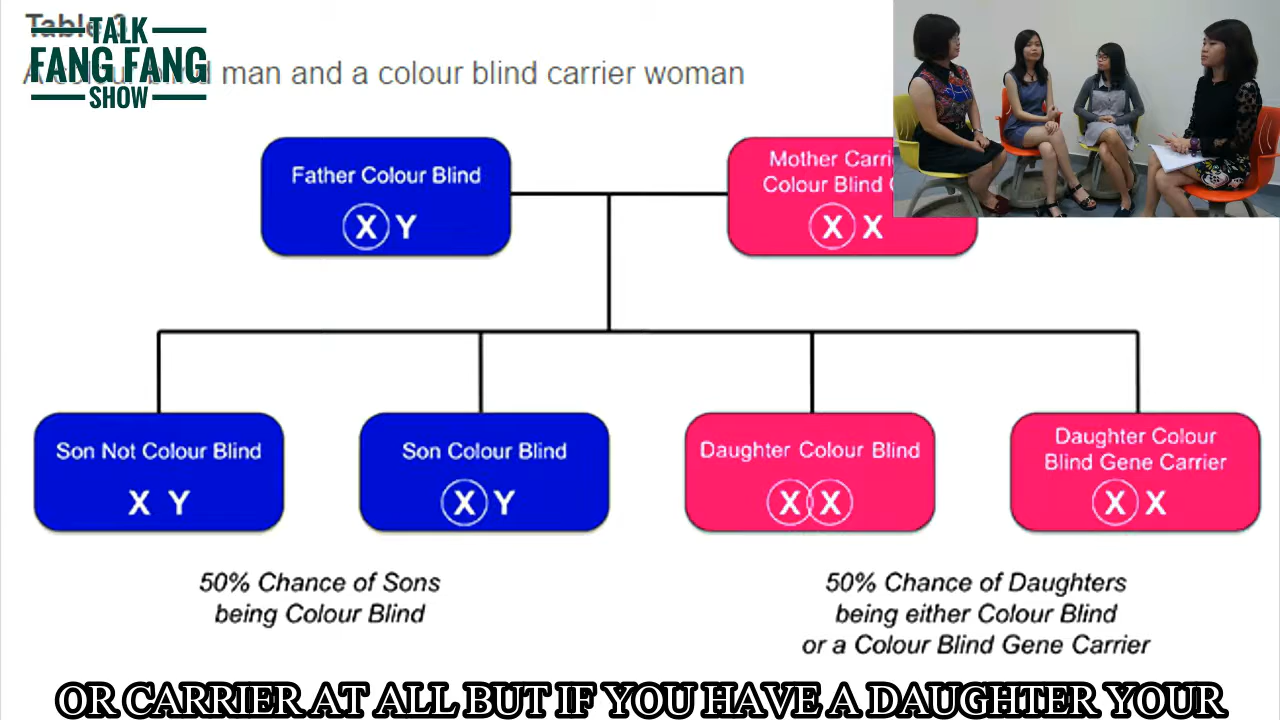 Table 3
TALK
FANG FANG
SHOW
man and a colour blind carrier woman
Father Colour Blind
X Y
Mother
Colour Blind
X X
Son Not Colour Blind
X Y
Son Colour Blind
X Y
Daughter Colour Blind
X X
Daughter Colour
Blind Gene Carrier
X X
50% Chance of Sons
being Colour Blind
50% Chance of Daughters
being either Colour Blind
or a Colour Blind Gene Carrier
OR CARRIER AT ALL BUT IF YOU HAVE A DAUGHTER YOUR